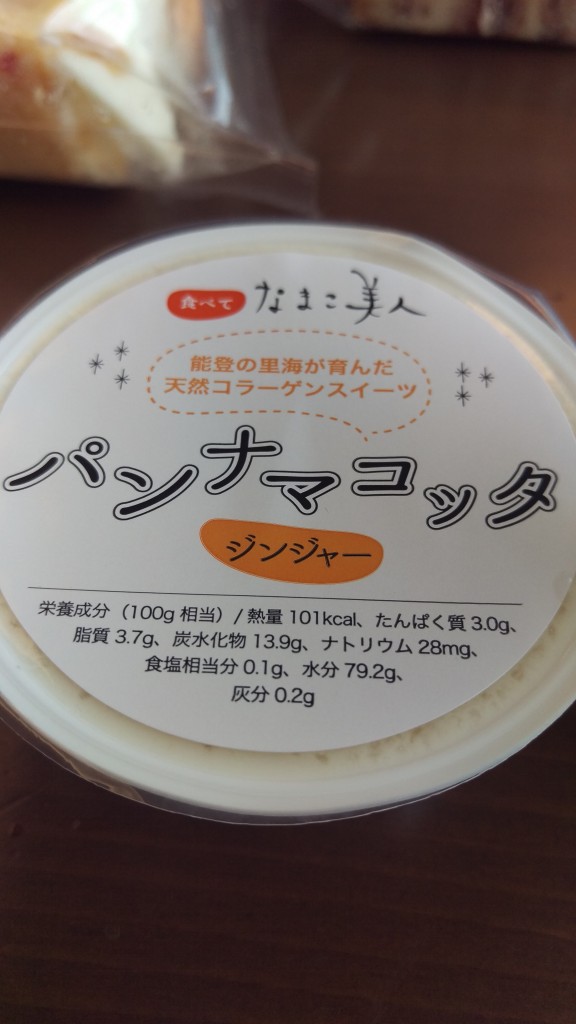 食べて なまこ美人
能登の里海が育んだ
天然コラーゲンスイーツ
パンナマコッタ
ジンジャー
栄養成分（100g 相当）/ 熱量 101kcal、たんぱく質 3.0g、
脂質 3.7g、炭水化物 13.9g、ナトリウム 28mg、
食塩相当分 0.1g、水分 79.2g、
灰分 0.2g